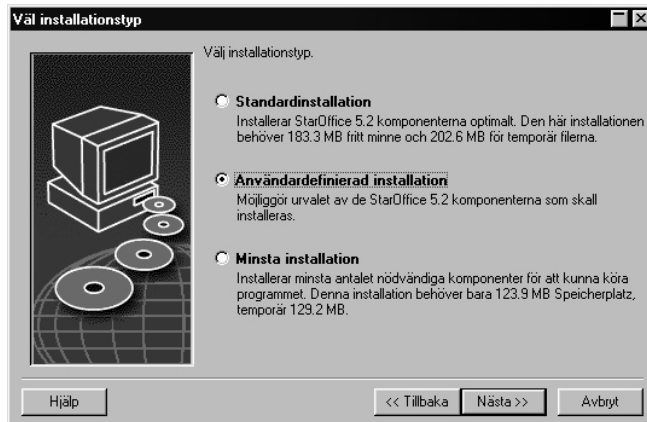 Väl installationstyp
Välj installationstyp.
Standardinstallation
Installerar StarOffice 5.2 komponenterna optimalt. Den här installationen
behöver 183.3 MB fritt minne och 202.6 MB för temporär filerna.
Användardefinierad installation
Möjliggör urvalet av de StarOffice 5.2 komponenterna som skall
installeras.
Minsta installation
Installerar minsta antalet nödvändiga komponenter för att kunna köra
programmet. Denna installation behöver bara 123.9 MB Speicherplatz,
temporär 129.2 MB.
Hjälp
<< Tillbaka
Nästa >>
Avbryt